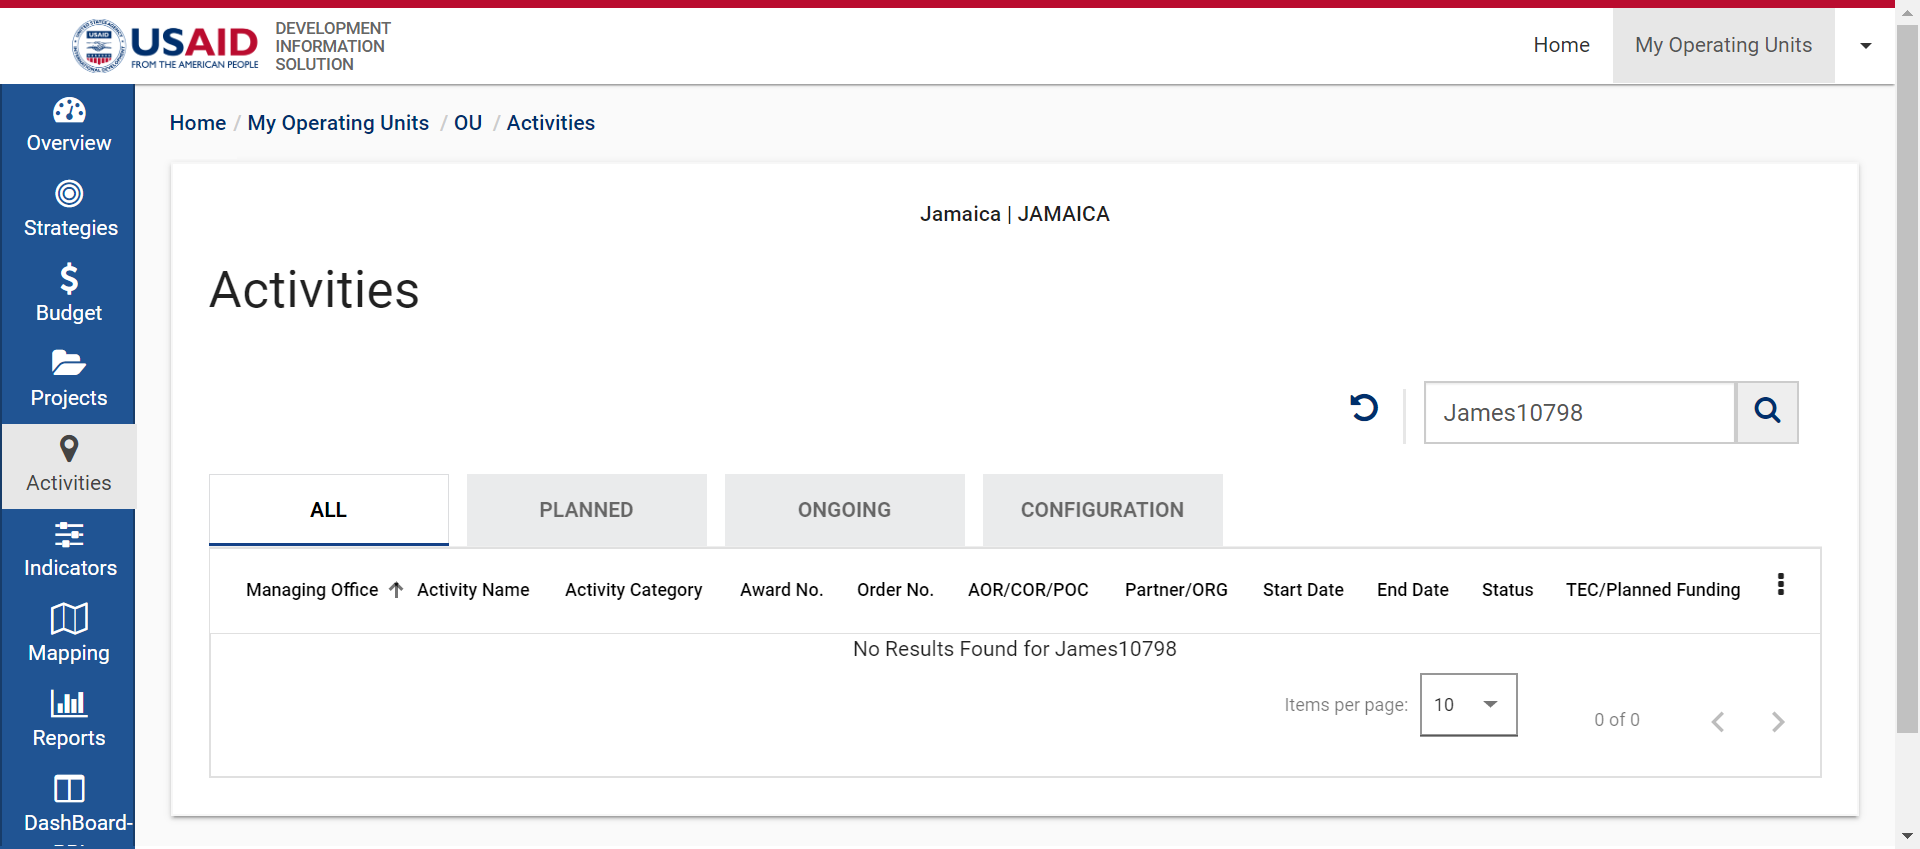 USAID
FROM THE AMERICAN PEOPLE
DEVELOPMENT
INFORMATION
SOLUTION
Home
My Operating Units
Overview
Strategies
Budget
Projects
Activities
Indicators
Mapping
Reports
DashBoard-
Home / My Operating Units / OU / Activities
Jamaica | JAMAICA
Activities
James10798
ALL
PLANNED
ONGOING
CONFIGURATION
Managing Office Activity Name Activity Category Award No. Order No. AOR/COR/POC Partner/ORG Start Date End Date Status TEC/Planned Funding
No Results Found for James10798
Items per page: 10 0 of 0